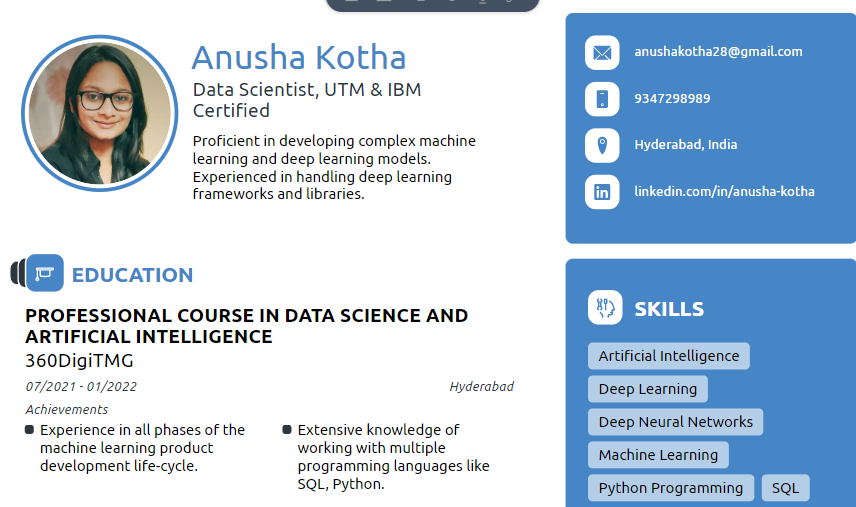 Anusha Kotha
Data Scientist, UTM & IBM
Certified
Proficient in developing complex machine
learning and deep learning models.
Experienced in handling deep learning
frameworks and libraries.
anushakotha28@gmail.com
9347298989
Hyderabad, India
linkedin.com/in/anusha-kotha
EDUCATION
PROFESSIONAL COURSE IN DATA SCIENCE AND
ARTIFICIAL INTELLIGENCE
360DigiTMG
07/2021 - 01/2022 Hyderabad
Achievements
Experience in all phases of the
machine learning product
development life-cycle.
Extensive knowledge of
working with multiple
programming languages like
SQL, Python.
SKILLS
Artificial Intelligence
Deep Learning
Deep Neural Networks
Machine Learning
Python Programming SQL